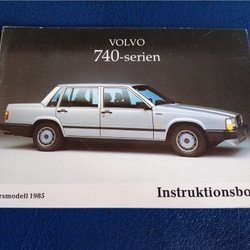 VOLVO
740-serien
rsmodell 1985
Instruktionsbo